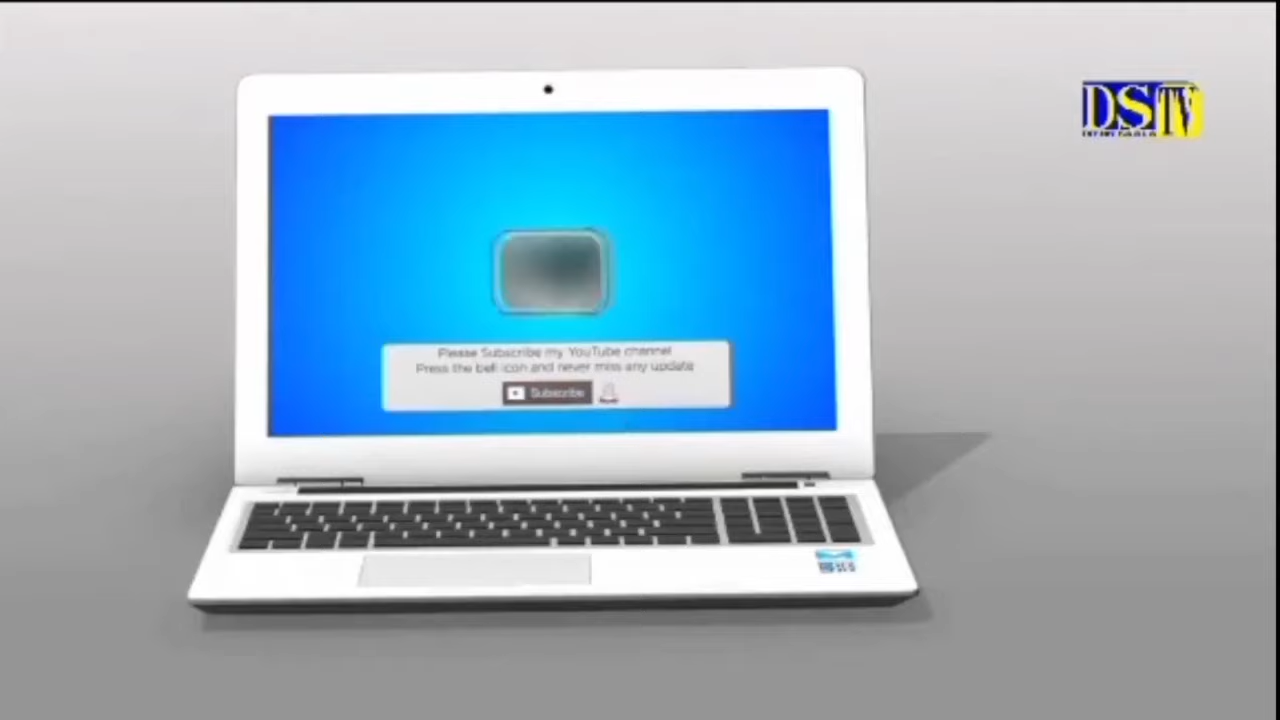 DSTV
Please Subscribe my YouTube channel
Press the bell icon and never miss any update
Subscribe